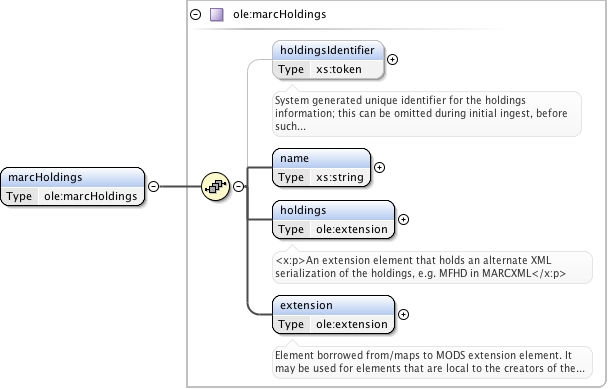 ole:marcHoldings
holdingsIdentifier
Type xs:token
System generated unique identifier for the holdings
information; this can be omitted during initial ingest, before
such...
name
Type xs:string
marcHoldings
Type ole:marcHoldings
holdings
Type ole:extension
<x:p>An extension element that holds an alternate XML
serialization of the holdings, e.g. MFHD in MARCXML</x:p>
extension
Type ole:extension
Element borrowed from/maps to MODS extension element. It
may be used for elements that are local to the creators of the...